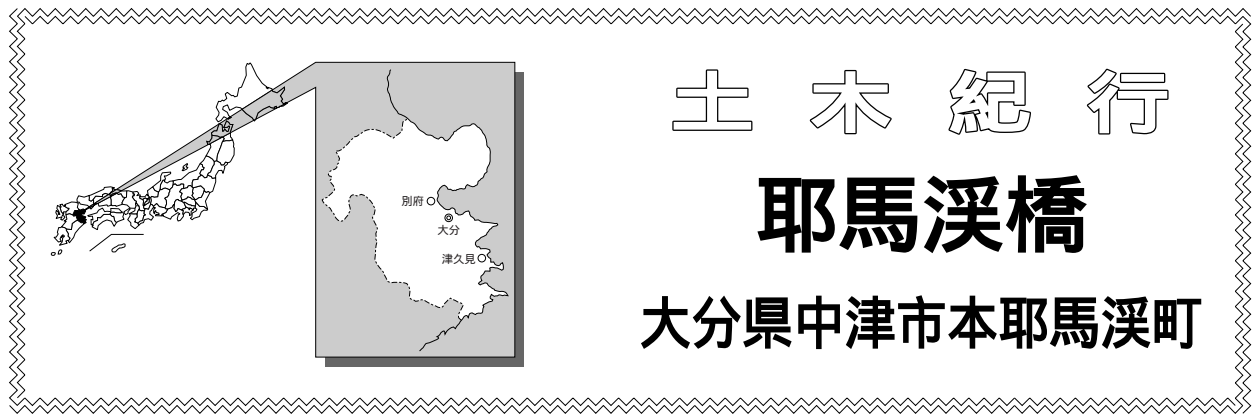 土木紀行
耶馬渓橋
大分県中津市本耶馬渓町
別府
大分
津久見